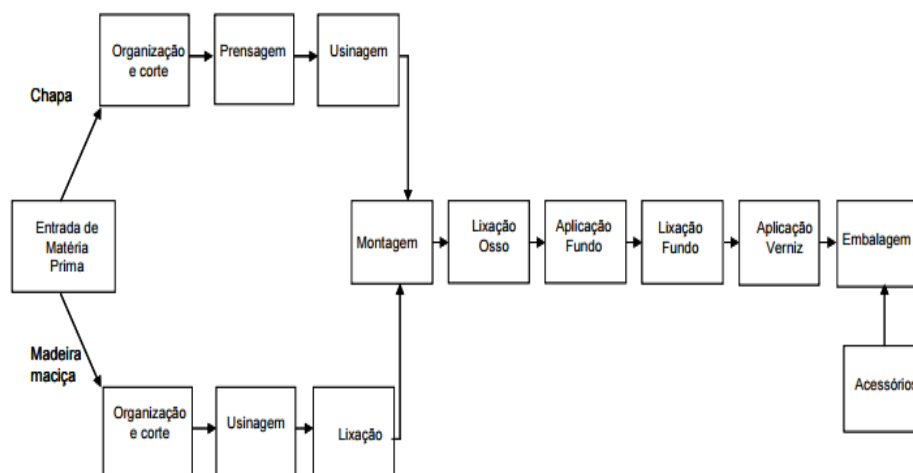 Organização
e corte
Prensagem
Usinagem
Chapa
Entrada de
Matéria
Prima
Montagem
Lixação
Osso
Aplicação
Fundo
Lixação
Fundo
Aplicação
Verniz
Embalagem
Madeira
maciça
Organização
e corte
Usinagem
Lixação
Acessórios